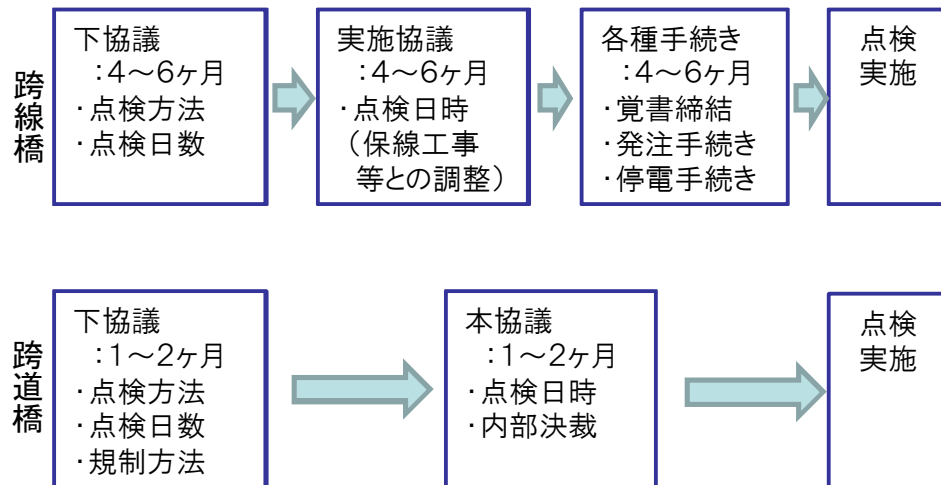 跨線橋
下協議
:4～6ヶ月
・点検方法
・点検日数
実施協議
:4～6ヶ月
・点検日時
（保線工事
等との調整）
各種手続き
:4～6ヶ月
・覚書締結
・発注手続き
・停電手続き
点検
実施
跨道橋
下協議
:1～2ヶ月
・点検方法
・点検日数
・規制方法
本協議
:1～2ヶ月
・点検日時
・内部決裁
点検
実施